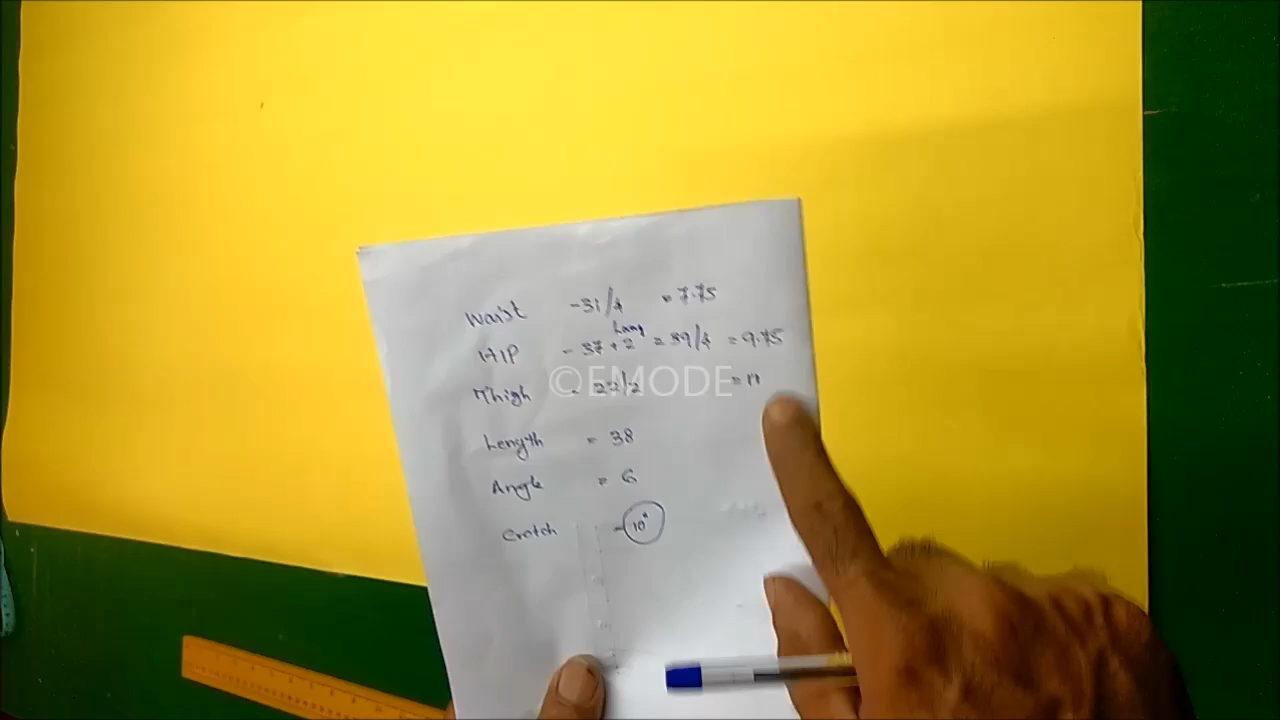 Waist -31/4 = 7.75
Loay
HIP - 37 + 2 = 39/4 = 9.75
Thigh = 22/2 = 11
©EMODE
Length = 38
Angle = 6
Crotch - 10"